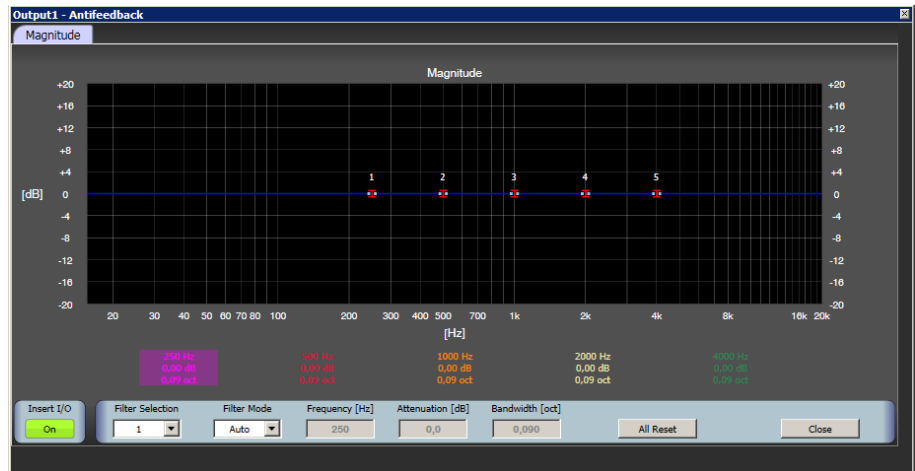 Output1 - Antifeedback
Magnitude
Magnitude
+20 +20
+16 +16
+12 +12
+8 +8
+4 +4
1 2 3 4 5
[dB] 0 0
-4 -4
-8 -8
-12 -12
-16 -16
-20 -20
20 30 40 50 60 70 80 100 200 300 400 500 700 1k 2k 4k 8k 16k 20k
[Hz]
250 Hz 500 Hz 1000 Hz 2000 Hz 4000 Hz
0,00 dB 0,00 dB 0,00 dB 0,00 dB 0,00 dB
0,09 oct 0,09 oct 0,09 oct 0,09 oct 0,09 oct
Insert I/O Filter Selection Filter Mode Frequency [Hz] Attenuation [dB] Bandwidth [oct]
On 1 Auto 250 0,0 0,090 All Reset Close